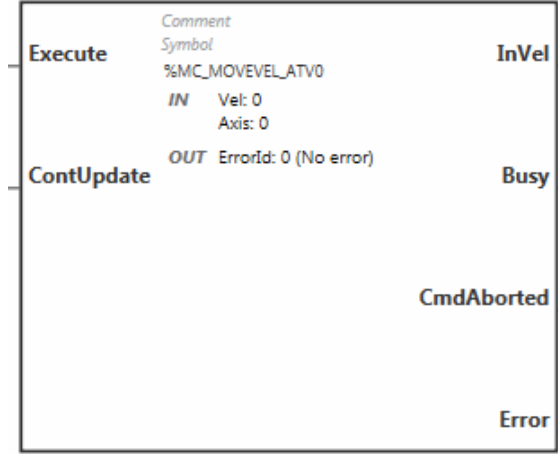 Comment
Execute
Symbol
InVel
%MC_MOVEVEL_ATV0
IN Vel: 0
Axis: 0
OUT ErrorId: 0 (No error)
ContUpdate
Busy
CmdAborted
Error